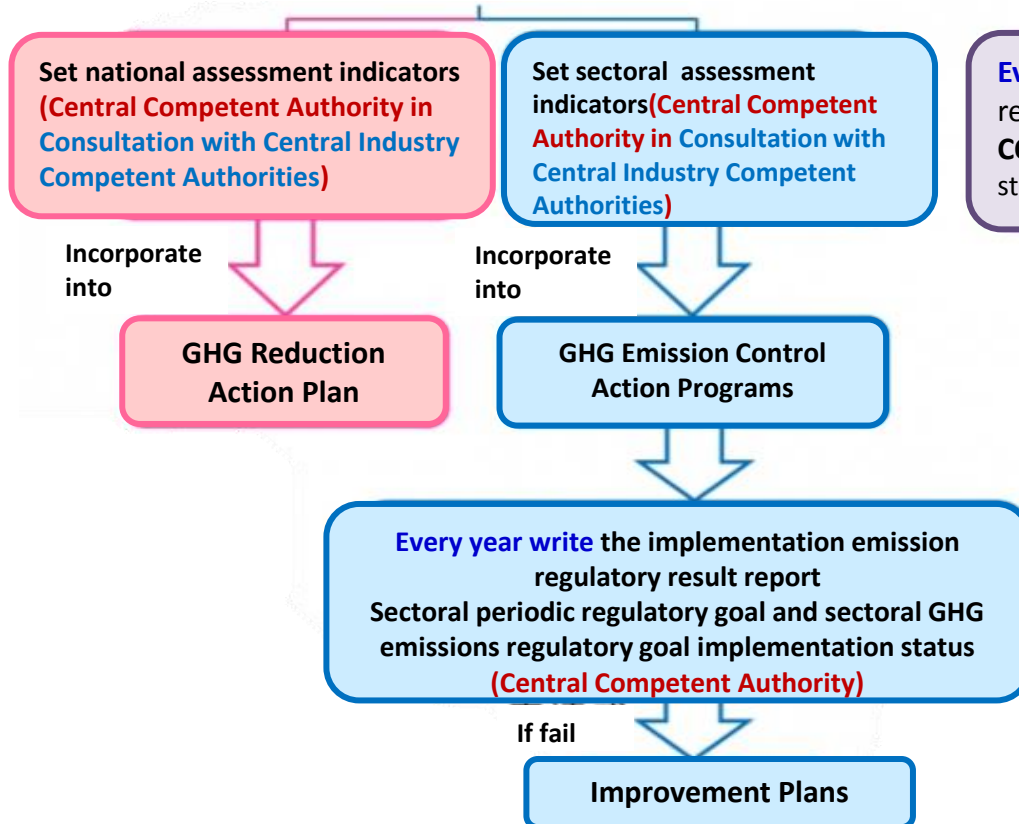 Set national assessment indicators
(Central Competent Authority in
Consultation with Central Industry
Competent Authorities)
Set sectoral assessment
indicators(Central Competent
Authority in Consultation with
Central Industry Competent
Authorities)
Incorporate
into
Incorporate
into
GHG Reduction
Action Plan
GHG Emission Control
Action Programs
Every year write the implementation emission
regulatory result report
Sectoral periodic regulatory goal and sectoral GHG
emissions regulatory goal implementation status
(Central Competent Authority)
If fail
Improvement Plans